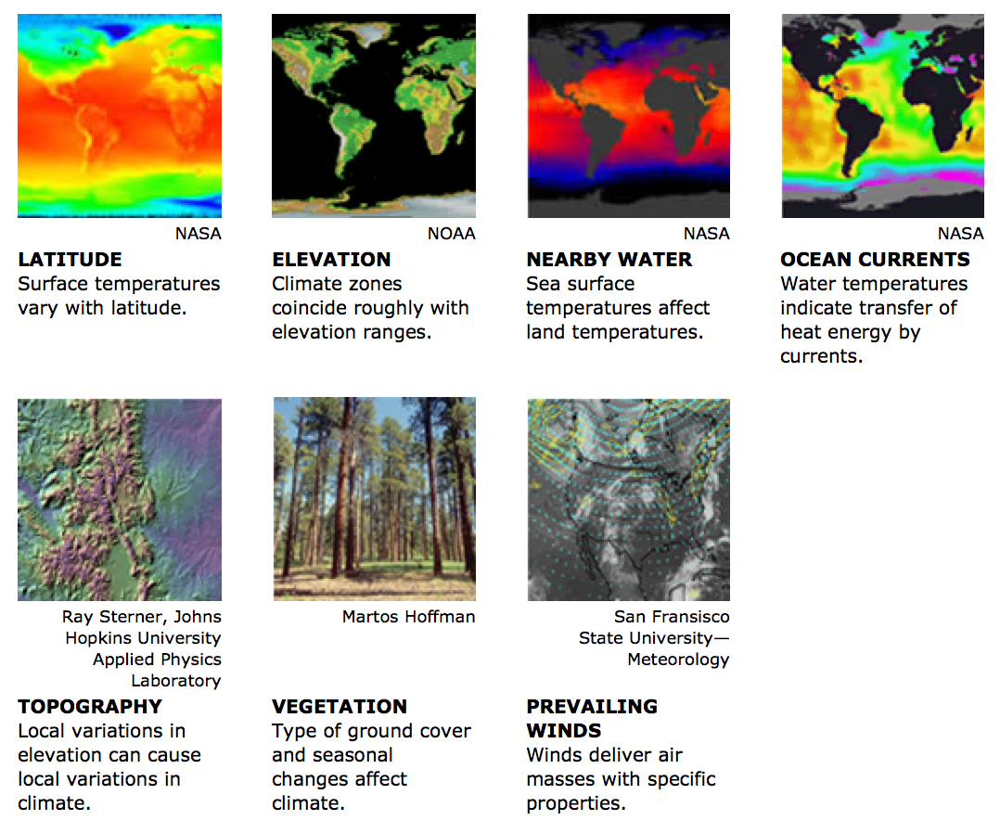 NASA
LATITUDE
Surface temperatures
vary with latitude.
NOAA
ELEVATION
Climate zones
coincide roughly with
elevation ranges.
NASA
NEARBY WATER
Sea surface
temperatures affect
land temperatures.
NASA
OCEAN CURRENTS
Water temperatures
indicate transfer of
heat energy by
currents.
Ray Sterner, Johns
Hopkins University
Applied Physics
Laboratory
TOPOGRAPHY
Local variations in
elevation can cause
local variations in
climate.
Martos Hoffman
VEGETATION
Type of ground cover
and seasonal
changes affect
climate.
San Fransisco
State University—
Meteorology
PREVAILING
WINDS
Winds deliver air
masses with specific
properties.